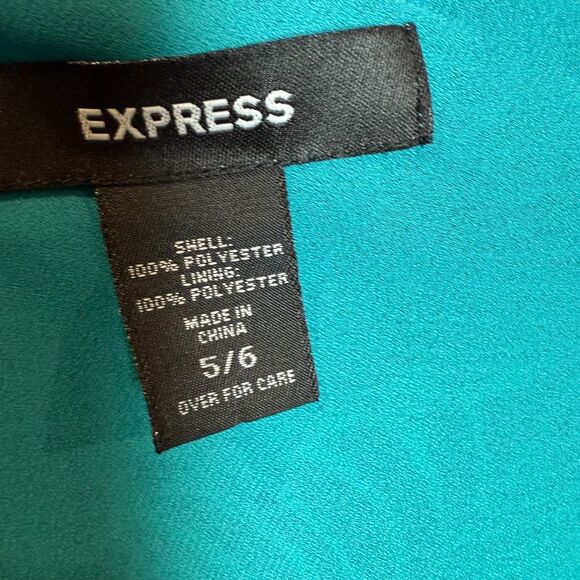 EXPRESS
SHELL:
100% POLYESTER
LINING:
100% POLYESTER
MADE IN
CHINA
5/6
OVER FOR CARE